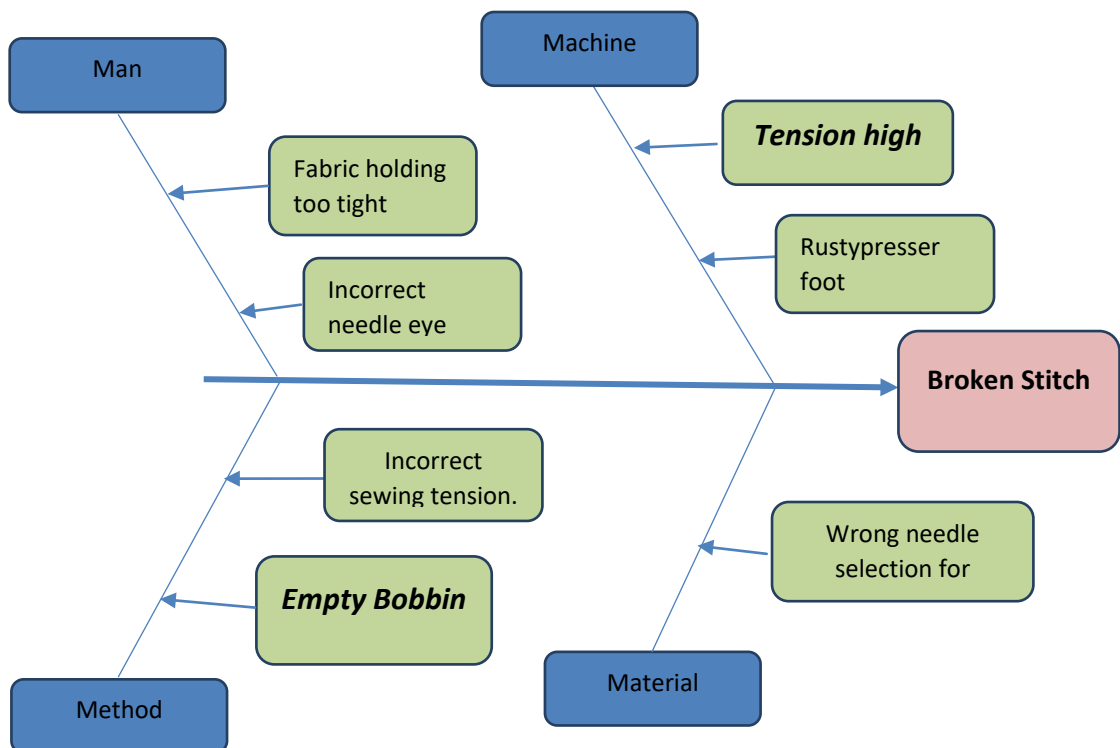 Man
Machine
Tension high
Fabric holding
too tight
Rustypresser
foot
Incorrect
needle eye
Broken Stitch
Incorrect
sewing tension.
Wrong needle
selection for
Empty Bobbin
Material
Method